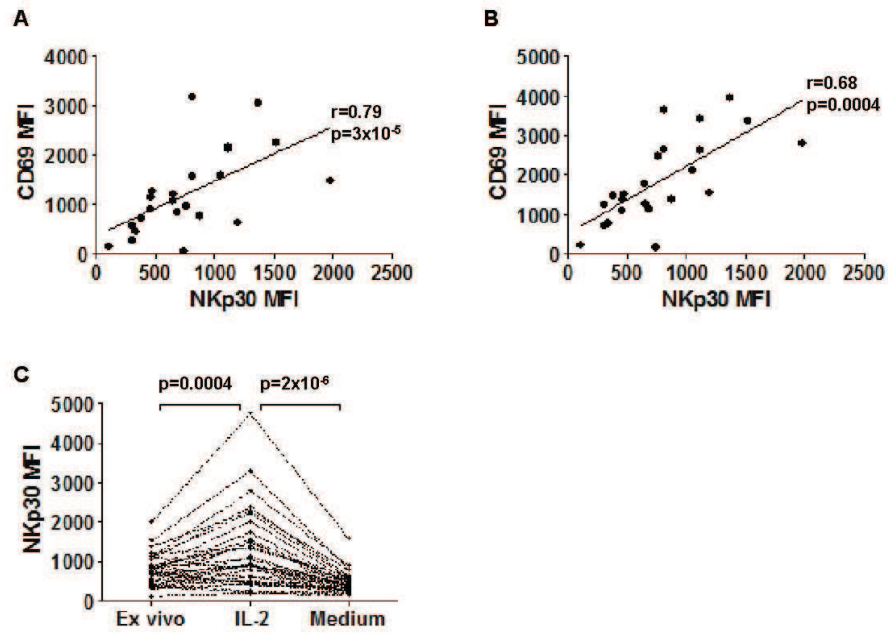 A
4000
3000
2000
1000
0
CD69 MFI
r=0.79
p=3x10-5
0 500 1000 1500 2000 2500
NKp30 MFI
B
5000
4000
3000
2000
1000
0
CD69 MFI
r=0.68
p=0.0004
0 500 1000 1500 2000 2500
NKp30 MFI
C
p=0.0004 p=2x10-6
5000
4000
3000
2000
1000
0
NKp30 MFI
Ex vivo IL-2 Medium